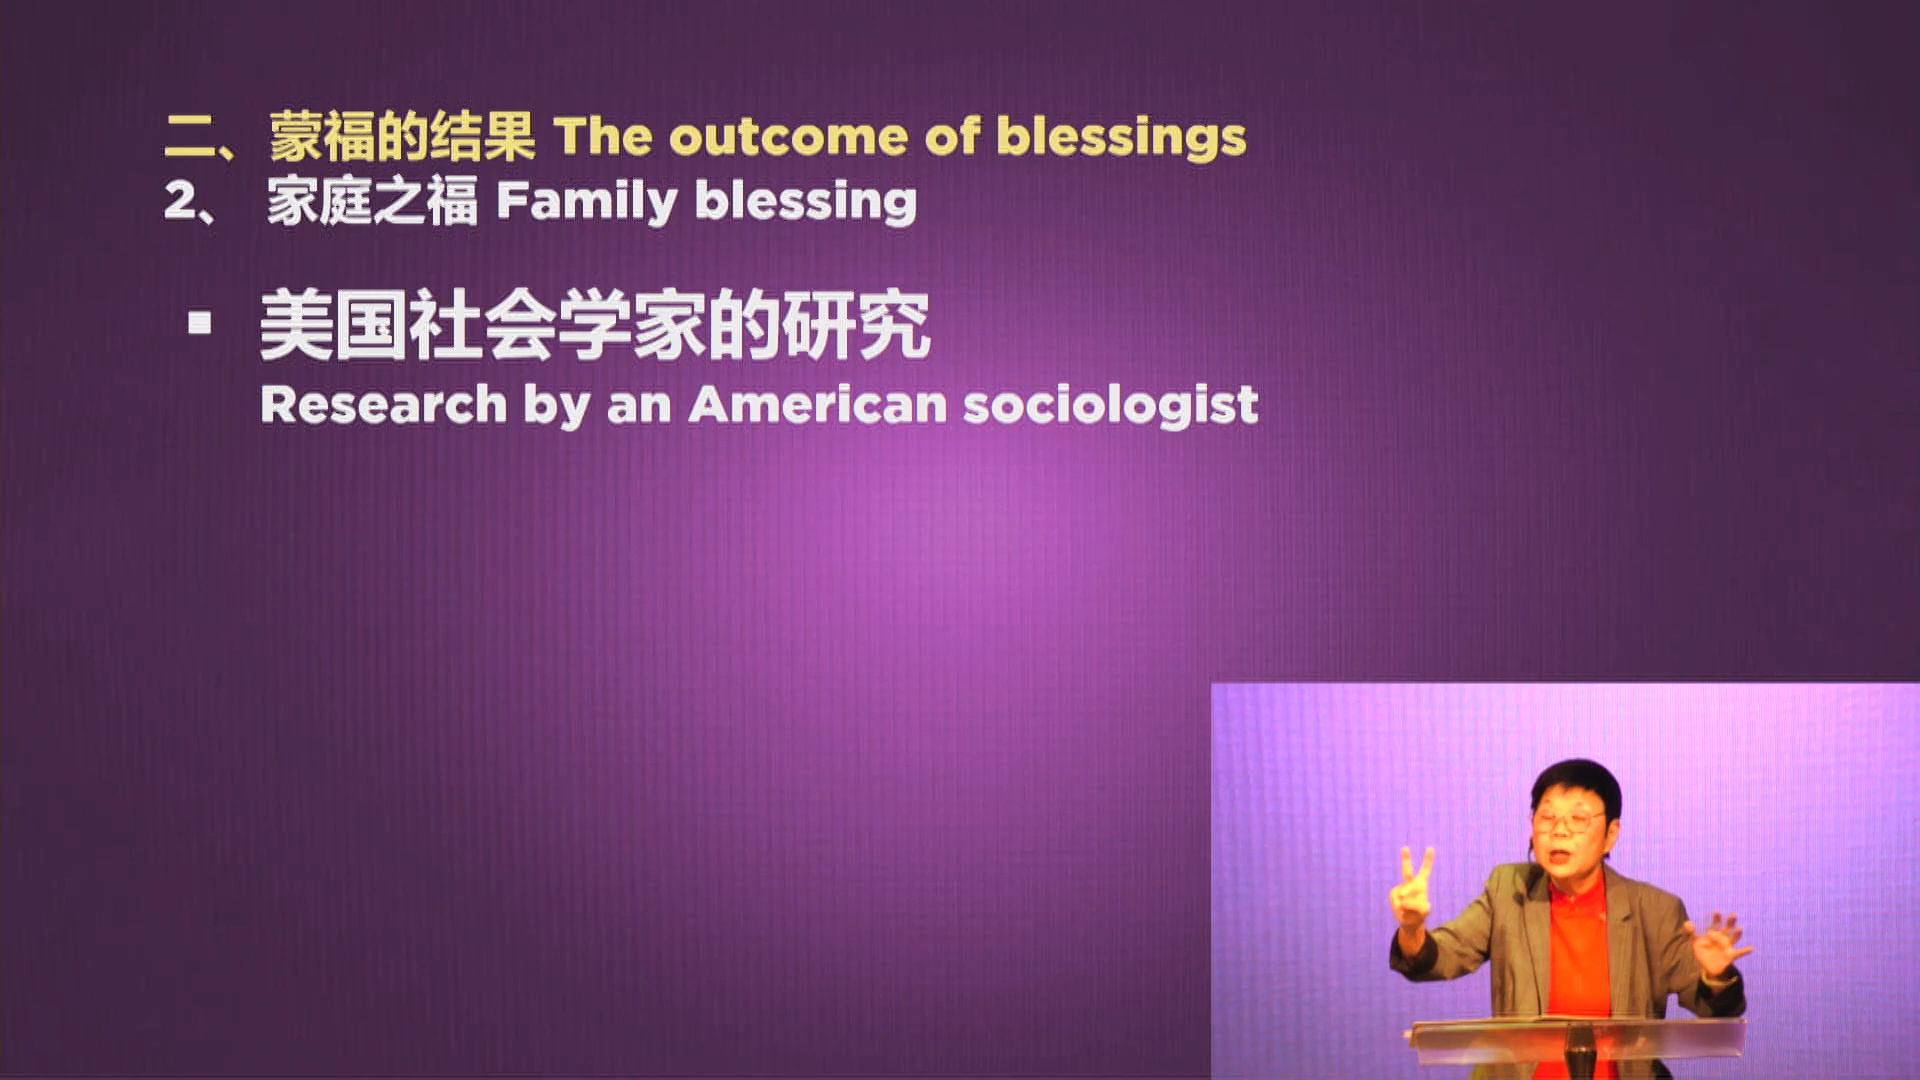 二、 蒙福的结果 The outcome of blessings
2、 家庭之福 Family blessing
▪ 美国社会学家的研究
Research by an American sociologist